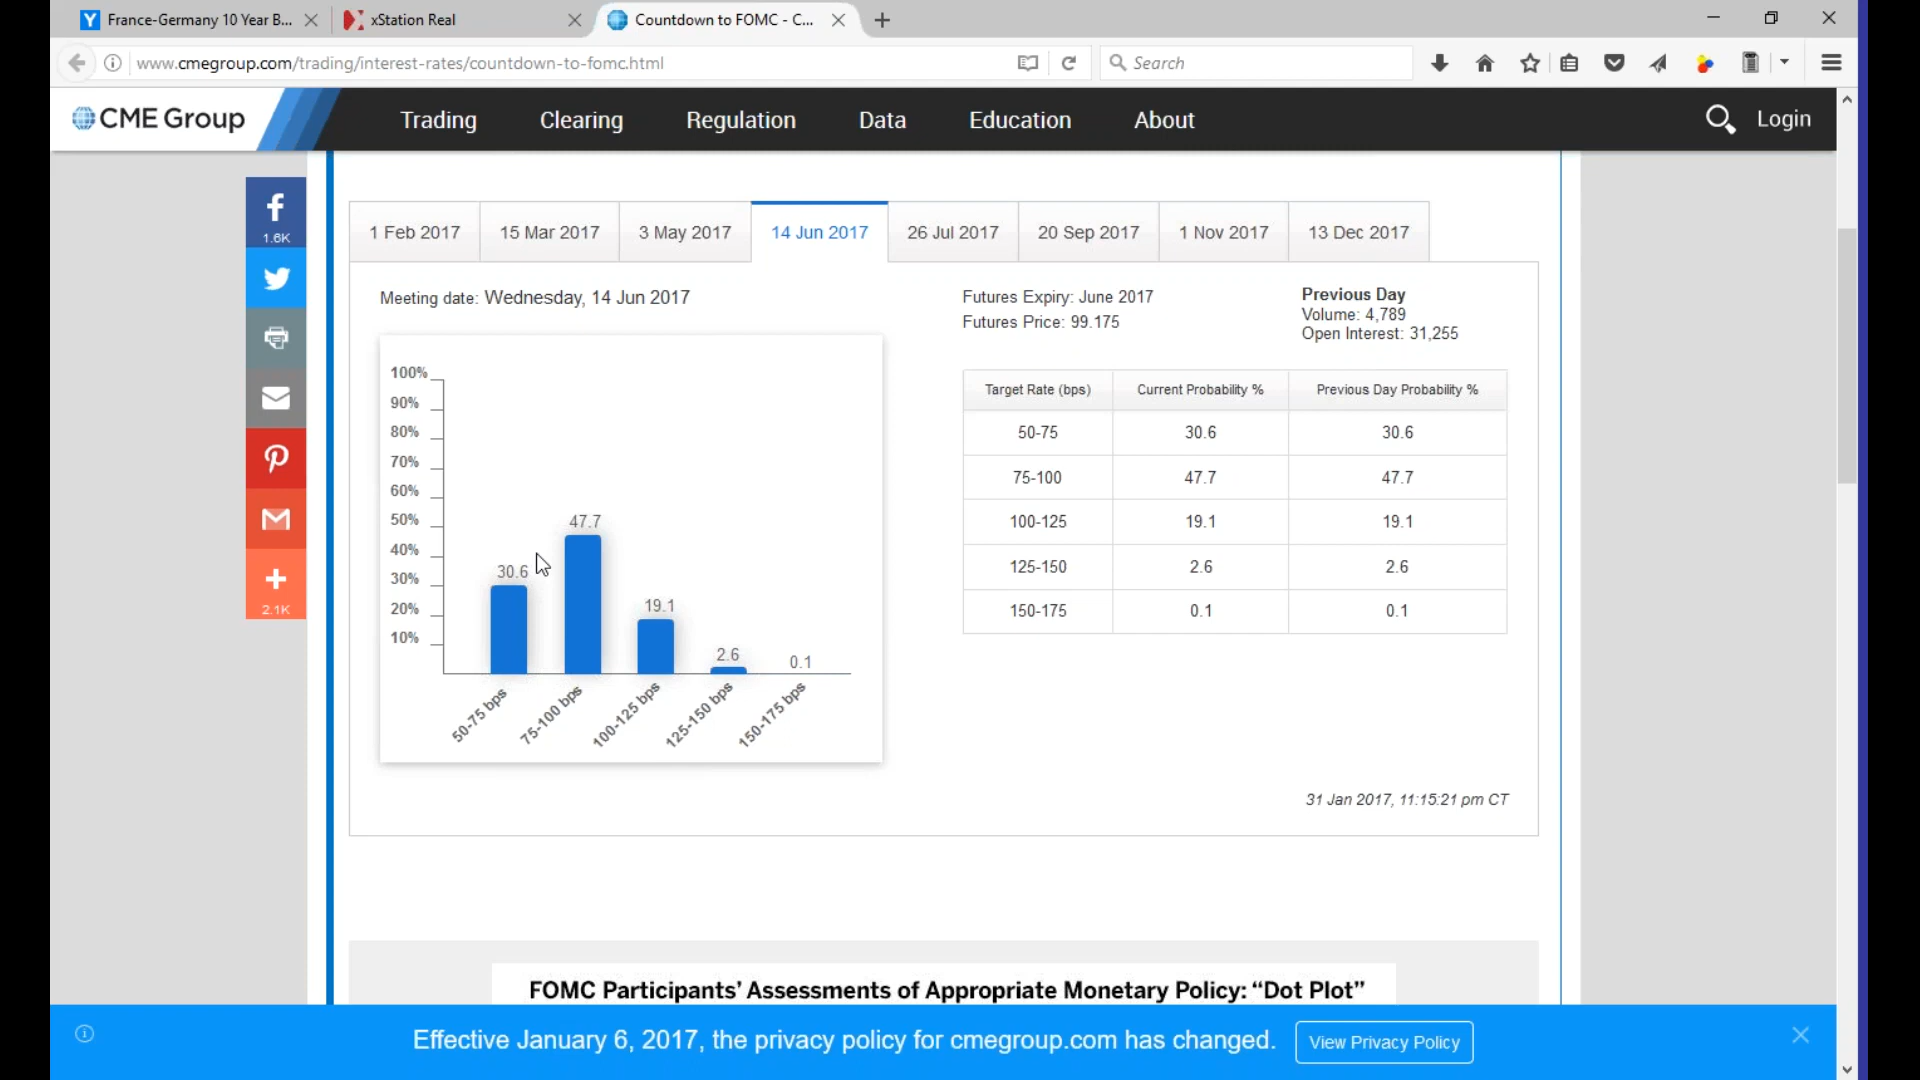 France-Germany 10 Year B...
xStation Real
Countdown to FOMC - C...
www.cmegroup.com/trading/interest-rates/countdown-to-fomc.html
Search
CME Group
Trading
Clearing
Regulation
Data
Education
About
Login
1.6K
2.1K
1 Feb 2017
15 Mar 2017
3 May 2017
14 Jun 2017
26 Jul 2017
20 Sep 2017
1 Nov 2017
13 Dec 2017
Meeting date: Wednesday, 14 Jun 2017
Futures Expiry: June 2017
Futures Price: 99.175
Previous Day
Volume: 4,789
Open Interest: 31,255
100%
90%
80%
70%
60%
50%
40%
30%
20%
10%
30.6
47.7
19.1
2.6
0.1
50-75 bps
75-100 bps
100-125 bps
125-150 bps
150-175 bps
Target Rate (bps) Current Probability % Previous Day Probability %
50-75 30.6 30.6
75-100 47.7 47.7
100-125 19.1 19.1
125-150 2.6 2.6
150-175 0.1 0.1
31 Jan 2017, 11:15:21 pm CT
FOMC Participants’ Assessments of Appropriate Monetary Policy: “Dot Plot”
Effective January 6, 2017, the privacy policy for cmegroup.com has changed.
View Privacy Policy